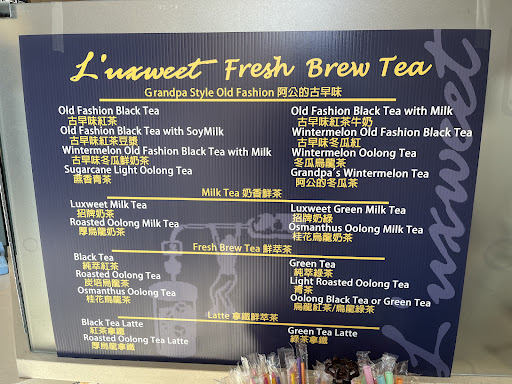 L'uxweet Fresh Brew Tea
Grandpa Style Old Fashion 阿公的古早味
Old Fashion Black Tea
古早味紅茶
Old Fashion Black Tea with SoyMilk
古早味紅茶豆漿
Wintermelon Old Fashion Black Tea with Milk
古早味冬瓜鮮奶茶
Sugarcane Light Oolong Tea
蔗香青茶
Old Fashion Black Tea with Milk
古早味紅茶牛奶
Wintermelon Old Fashion Black Tea
古早味冬瓜紅
Wintermelon Oolong Tea
冬瓜烏龍茶
Grandpa's Wintermelon Tea
阿公的冬瓜茶
Milk Tea 奶香鮮茶
Luxweet Milk Tea
招牌奶茶
Roasted Oolong Milk Tea
厚烏龍奶茶
Luxweet Green Milk Tea
招牌奶綠
Osmanthus Oolong Milk Tea
桂花烏龍奶茶
Fresh Brew Tea 鮮萃茶
Black Tea
純萃紅茶
Roasted Oolong Tea
炭焙烏龍茶
Osmanthus Oolong Tea
桂花烏龍茶
Green Tea
純萃綠茶
Light Roasted Oolong Tea
青茶
Oolong Black Tea or Green Tea
烏龍紅茶/烏龍綠茶
Latte 拿鐵鮮萃茶
Black Tea Latte
紅茶拿鐵
Roasted Oolong Tea Latte
厚烏龍拿鐵
Green Tea Latte
綠茶拿鐵
Luxweet
Luxweet